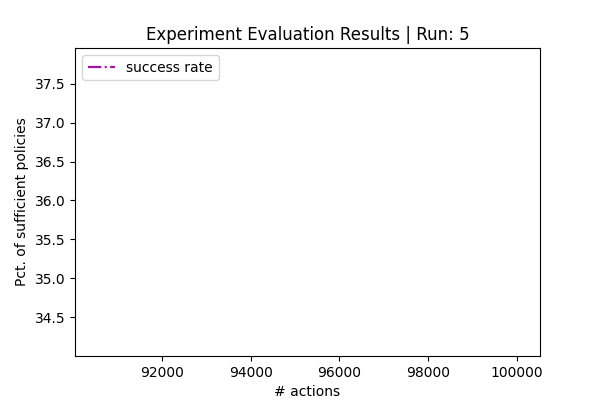 Experiment Evaluation Results | Run: 5
success rate
Pct. of sufficient policies
37.5
37.0
36.5
36.0
35.5
35.0
34.5
92000 94000 96000 98000 100000
# actions